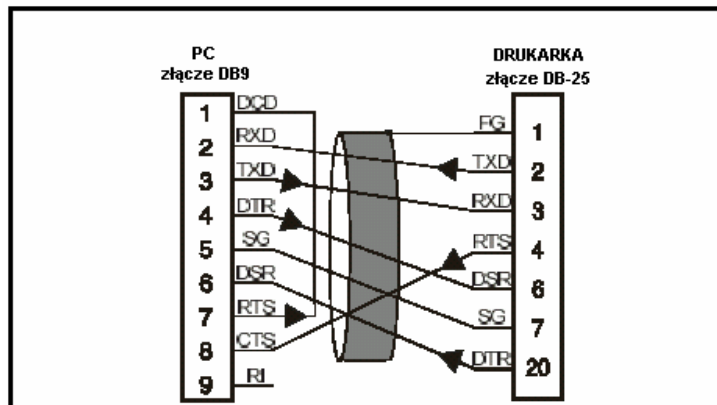 PC
złącze DB9
DRUKARKA
złącze DB-25
1 DCD
2 RXD
3 TXD
4 DTR
5 SG
6 DSR
7 RTS
8 CTS
9 RI
FG 1
TXD 2
RXD 3
RTS 4
DSR 6
SG 7
DTR 20